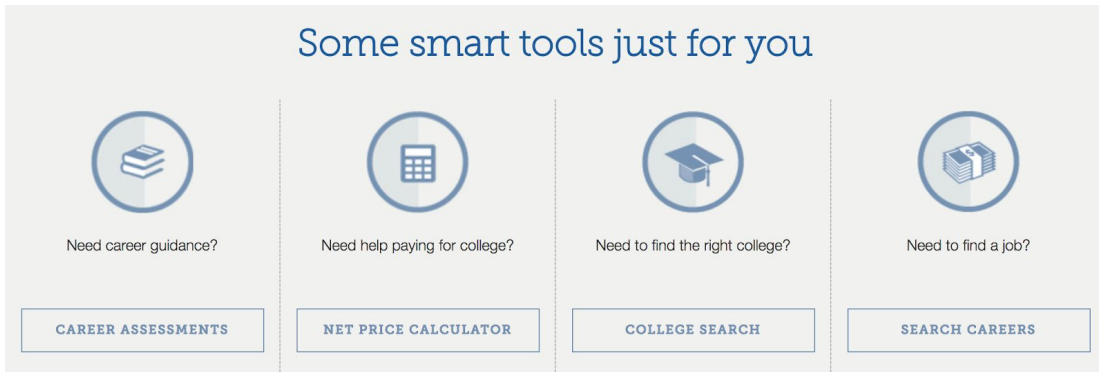 Some smart tools just for you
Need career guidance?
CAREER ASSESSMENTS
Need help paying for college?
NET PRICE CALCULATOR
Need to find the right college?
COLLEGE SEARCH
$
Need to find a job?
SEARCH CAREERS